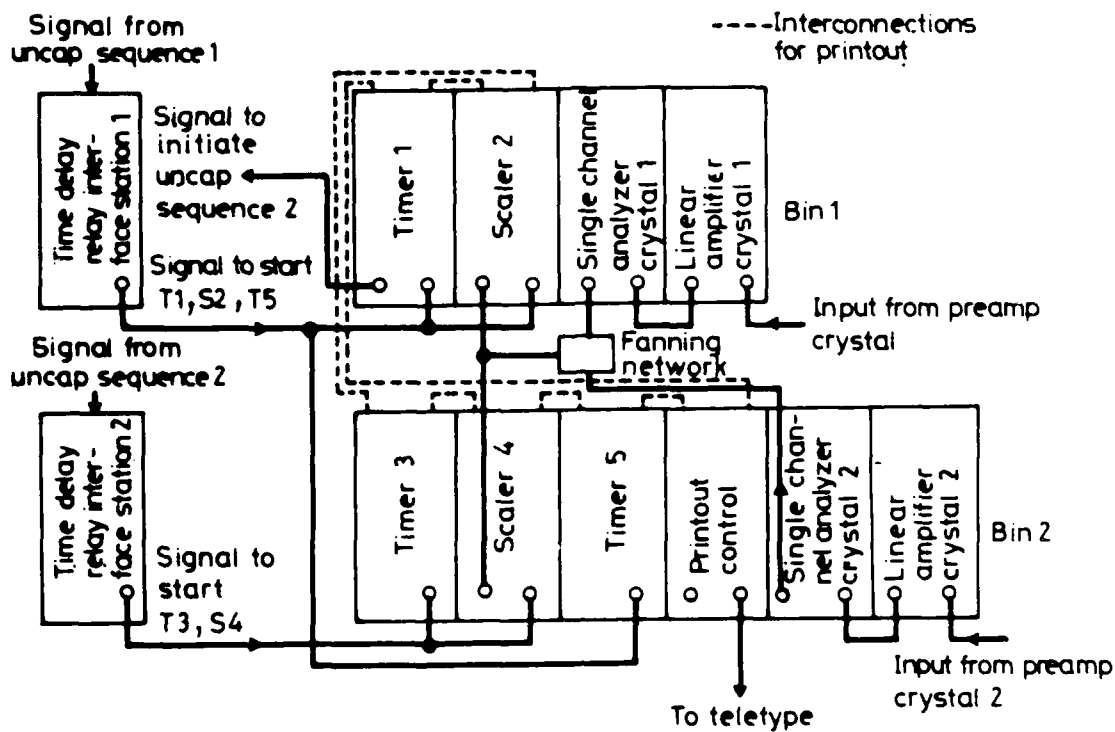 Signal from
uncap sequence 1
----Interconnections
for printout
Time delay
relay inter-
face station 1
Signal to
initiate
uncap
sequence 2
Timer 1
Scaler 2
Single channel
analyzer
crystal 1
Linear
amplifier
crystal 1
Bin 1
Signal to start
T1, S2, T5
Input from preamp
crystal
Fanning
network
Signal from
uncap sequence 2
Time delay
relay inter-
face station 2
Timer 3
Scaler 4
Timer 5
Printout
control
Single chan-
nel analyzer
crystal 2
Linear
amplifier
crystal 2
Bin 2
Signal to
start
T3, S4
Input from preamp
crystal 2
To teletype